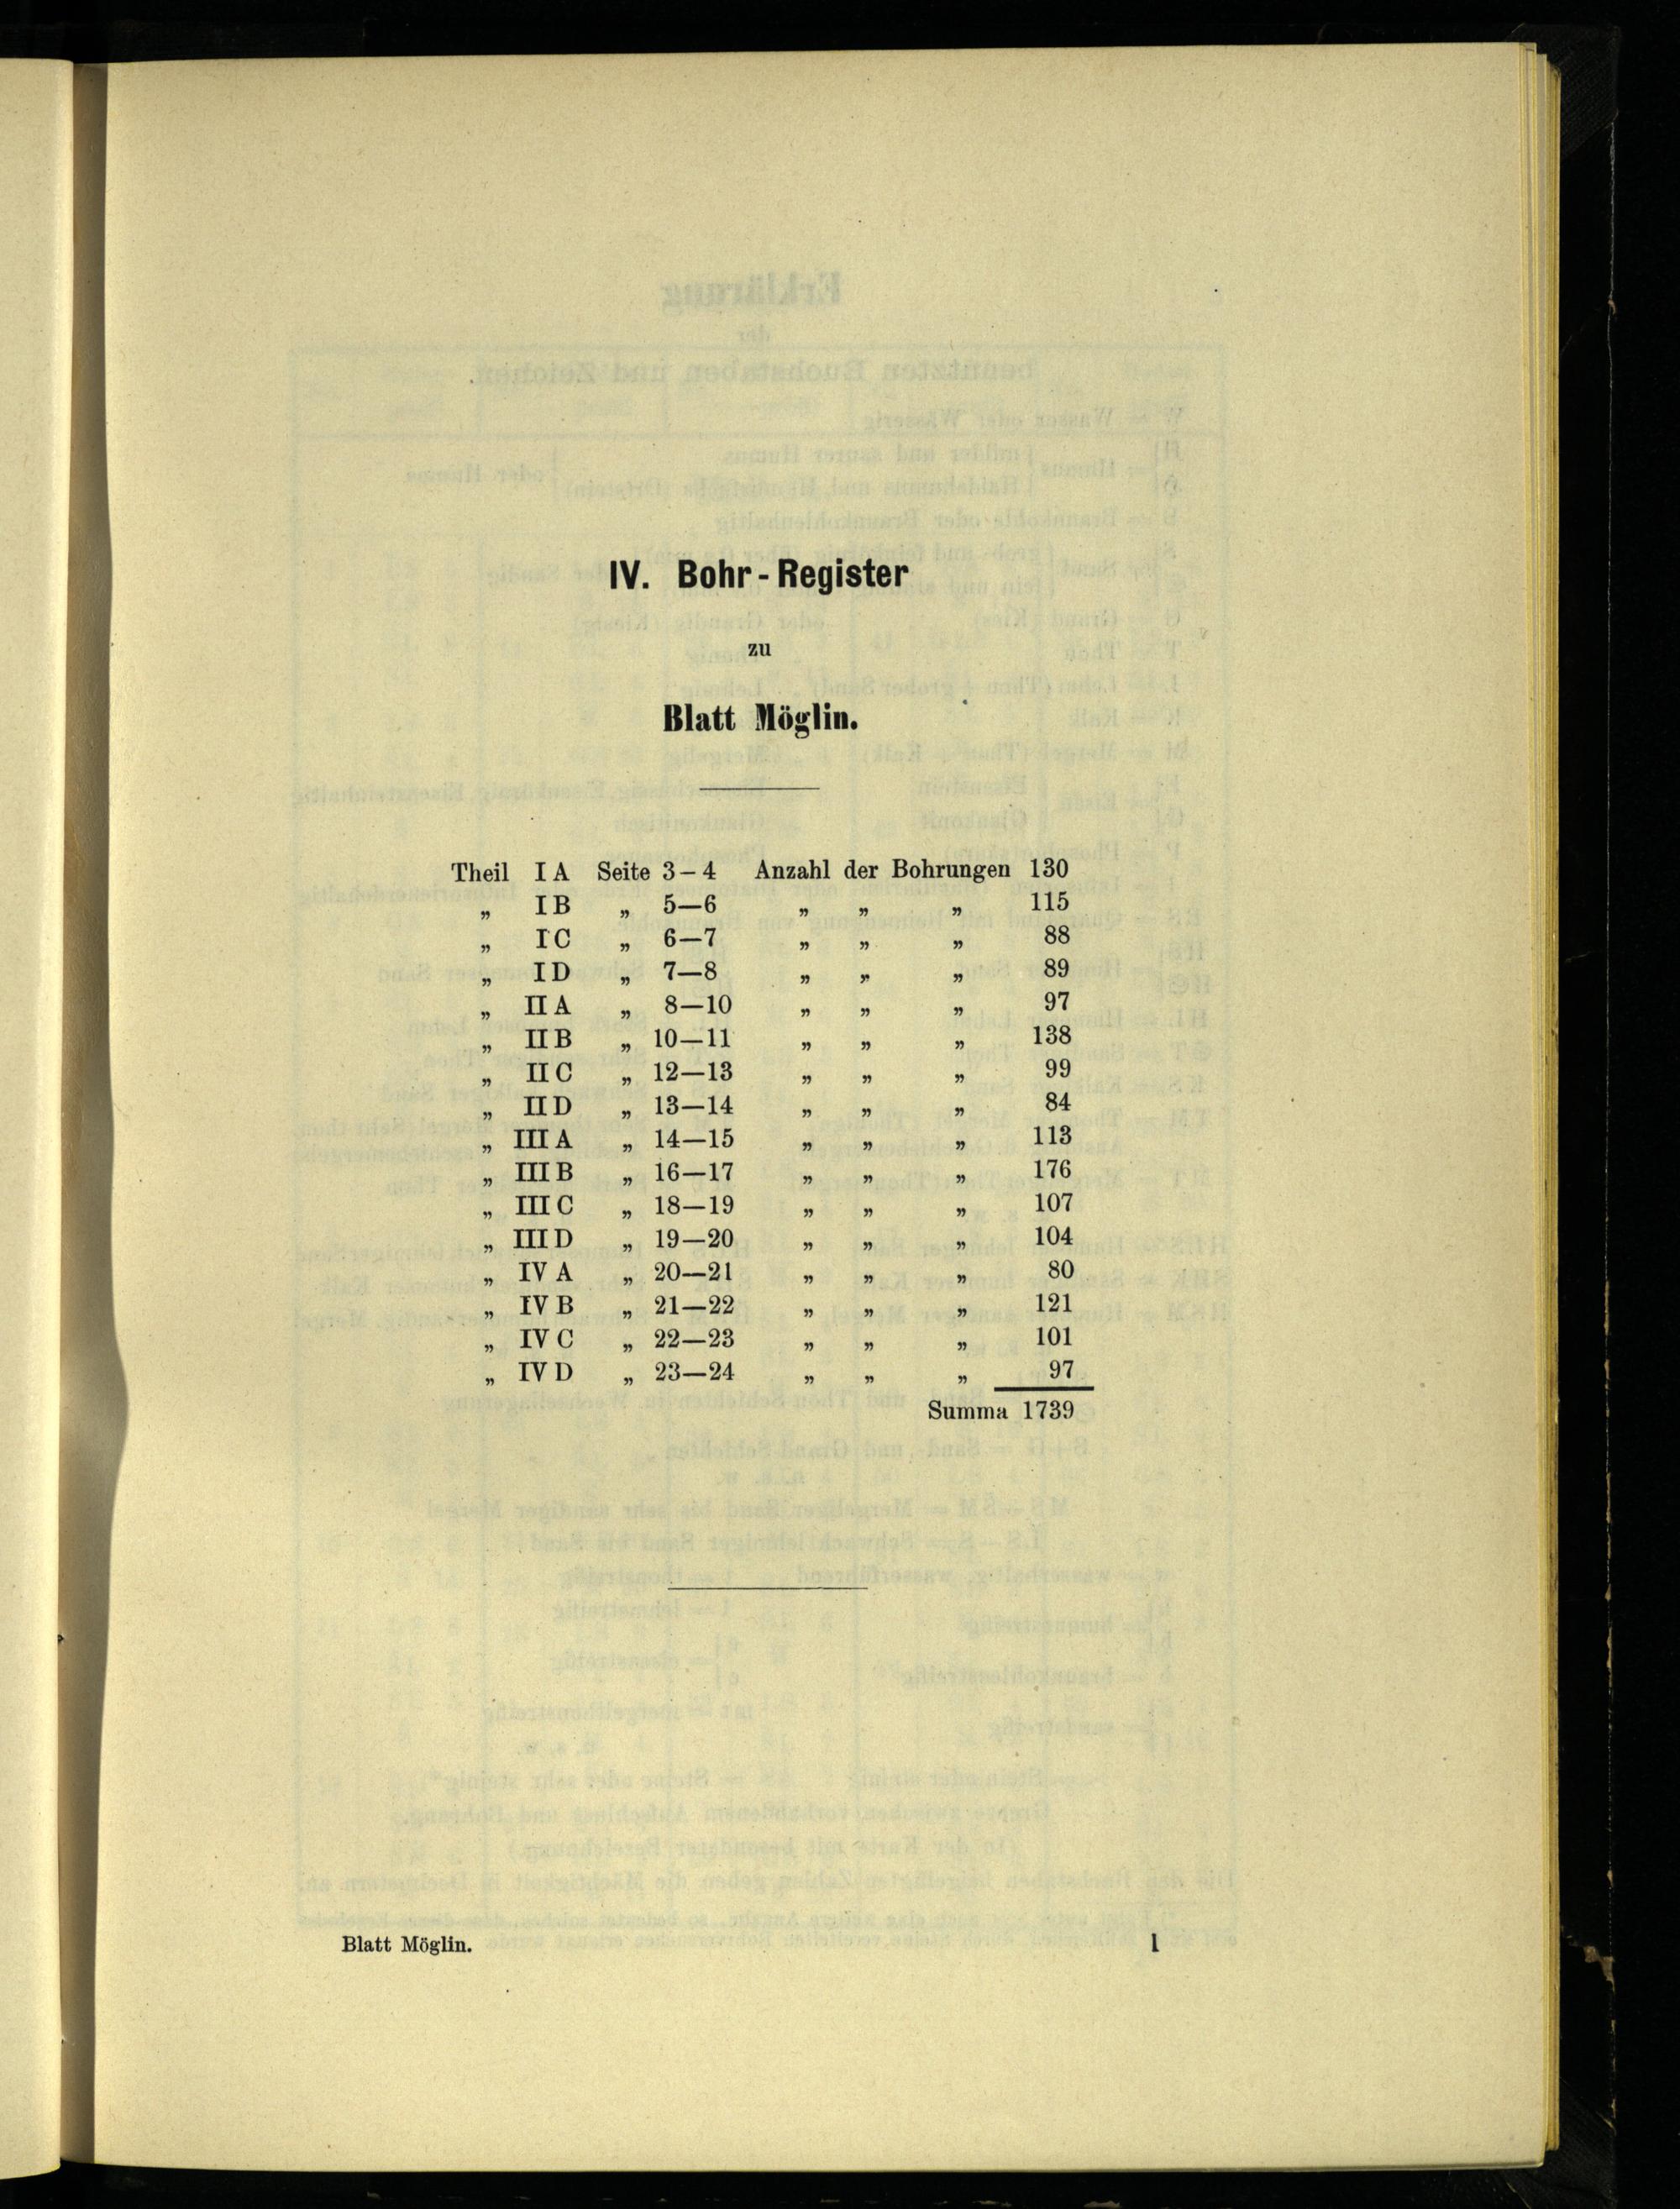 IV. Bohr-Register
zu
Blatt Möglin.
Theil I A Seite 3–4 Anzahl der Bohrungen 130
„ I B „ 5—6 „ „ „ 115
„ I C „ 6—7 „ „ „ 88
„ I D „ 7—8 „ „ „ 89
„ II A „ 8—10 „ „ „ 97
„ II B „ 10—11 „ „ „ 138
„ II C „ 12—13 „ „ „ 99
„ II D „ 13—14 „ „ „ 84
„ III A „ 14—15 „ „ „ 113
„ III B „ 16—17 „ „ „ 176
„ III C „ 18—19 „ „ „ 107
„ III D „ 19—20 „ „ „ 104
„ IV A „ 20—21 „ „ „ 80
„ IV B „ 21—22 „ „ „ 121
„ IV C „ 22—23 „ „ „ 101
„ IV D „ 23—24 „ „ „ 97
Summa 1739
Blatt Möglin. 1